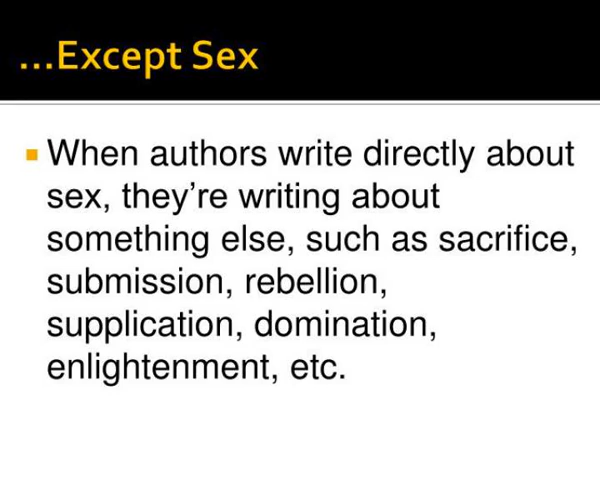 ...Except Sex
When authors write directly about
sex, they’re writing about
something else, such as sacrifice,
submission, rebellion,
supplication, domination,
enlightenment, etc.